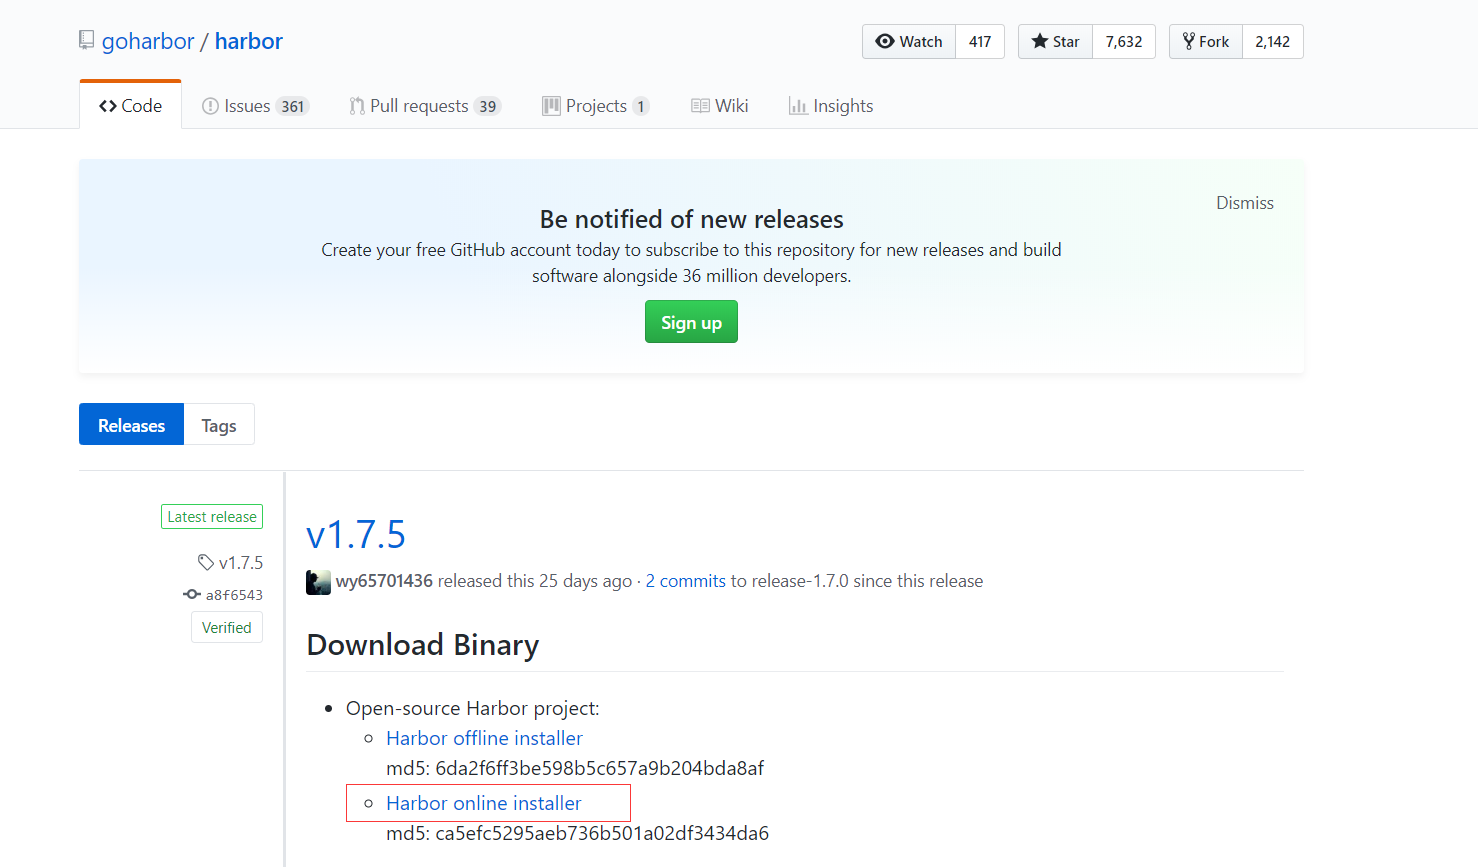 goharbor / harbor
Watch 417 Star 7,632 Fork 2,142
Code Issues 361 Pull requests 39 Projects 1 Wiki Insights
Dismiss
Be notified of new releases
Create your free GitHub account today to subscribe to this repository for new releases and build
software alongside 36 million developers.
Sign up
Releases Tags
Latest release
v1.7.5
a8f6543
Verified
v1.7.5
wy65701436 released this 25 days ago · 2 commits to release-1.7.0 since this release
Download Binary
• Open-source Harbor project:
○ Harbor offline installer
md5: 6da2f6ff3be598b5c657a9b204bda8af
○ Harbor online installer
md5: ca5efc5295aeb736b501a02df3434da6